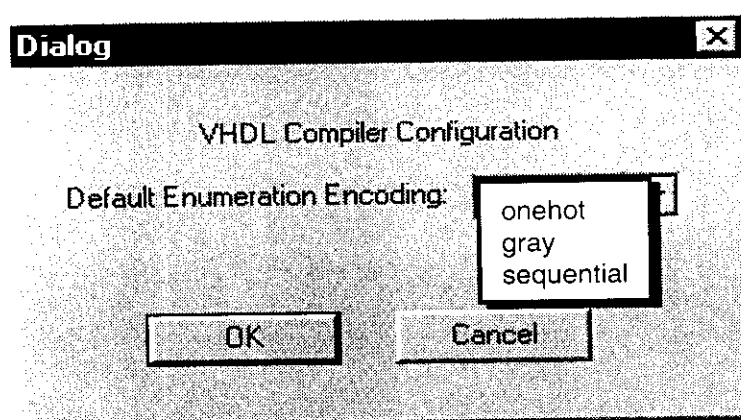 Dialog
VHDL Compiler Configuration
Default Enumeration Encoding:
onehot
gray
sequential
OK
Cancel